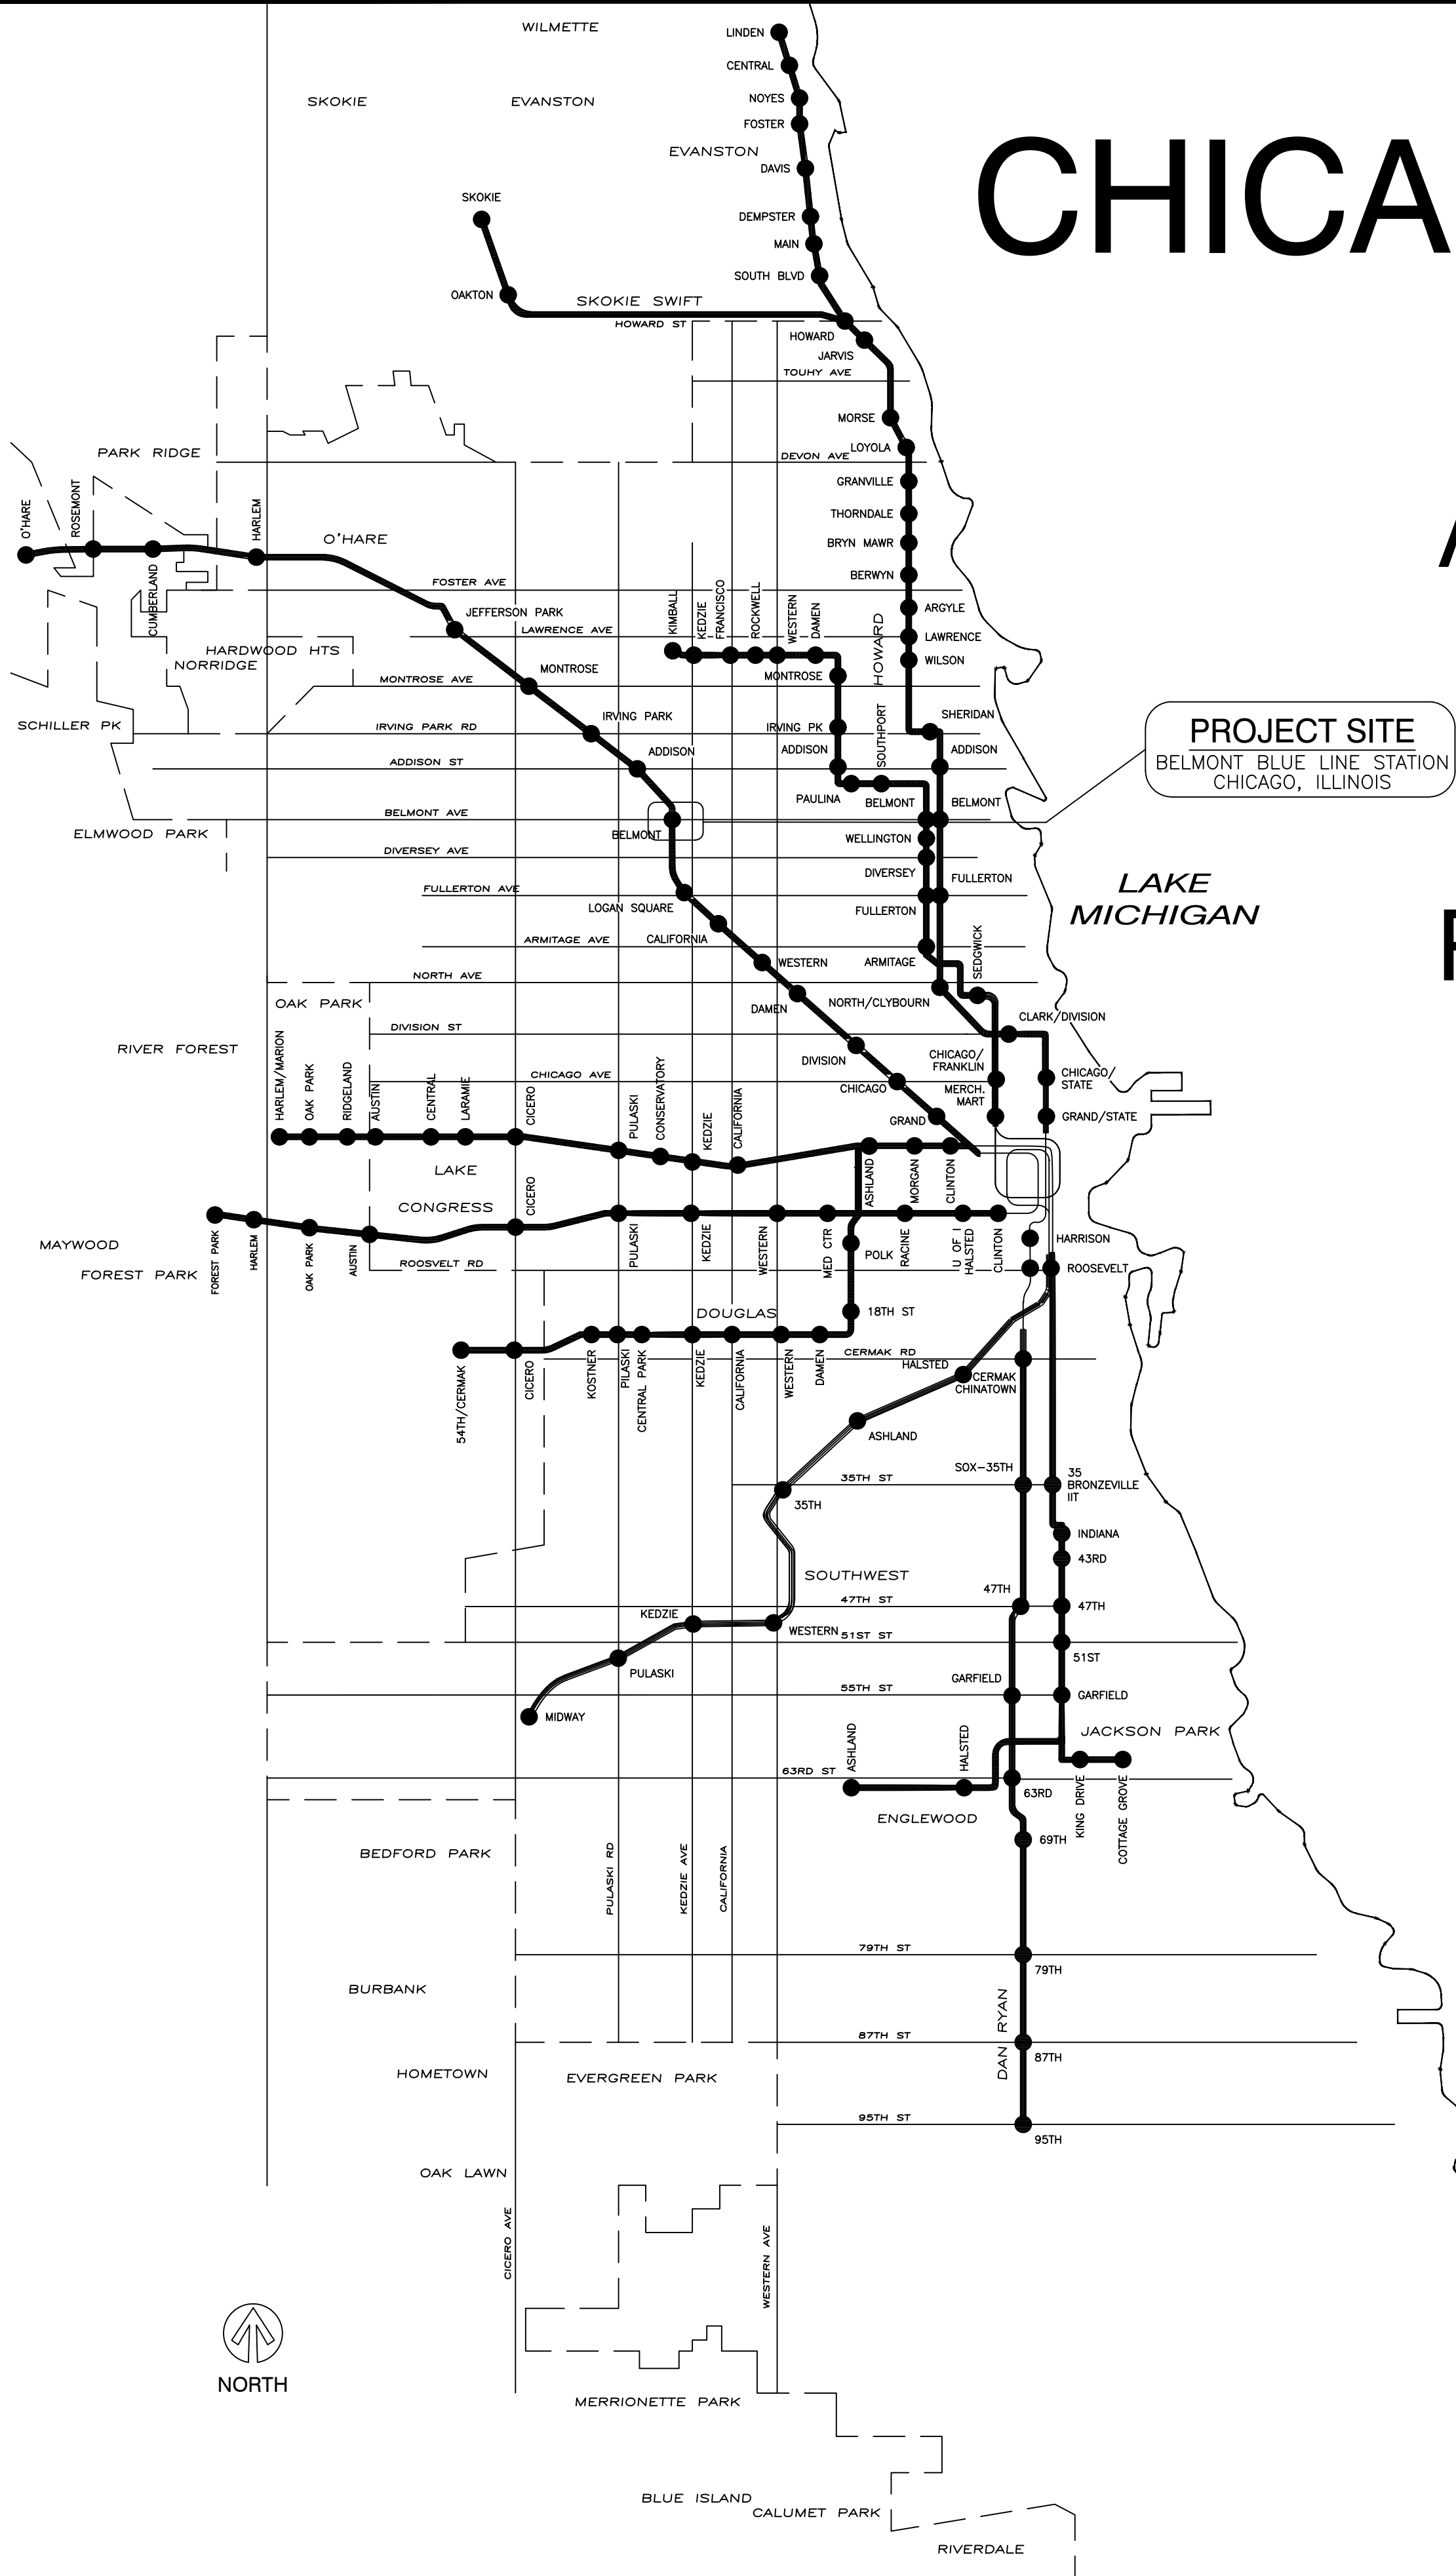 WILMETTE
LINDEN
CENTRAL
SKOKIE
EVANSTON
NOYES
FOSTER
EVANSTON
DAVIS
CHICA
SKOKIE
DEMPSTER
MAIN
SOUTH BLVD
OAKTON
SKOKIE SWIFT
HOWARD ST
HOWARD
JARVIS
TOUHY AVE
MORSE
LOYOLA
PARK RIDGE
DEVON AVE
GRANVILLE
O'HARE
ROSEMONT
HARLEM
THORNDALE
O'HARE
BRYN MAWR
CUMBERLAND
BERWYN
FOSTER AVE
JEFFERSON PARK
KIMBALL
KEDZIE
FRANCISCO
ROCKWELL
WESTERN
DAMEN
ARGYLE
LAWRENCE AVE
HOWARD
LAWRENCE
HARDWOOD HTS
NORRIDGE
WILSON
MONTROSE
MONTROSE
MONTROSE AVE
SCHILLER PK
IRVING PARK RD
IRVING PARK
IRVING PK
SOUTHPORT
SHERIDAN
PROJECT SITE
BELMONT BLUE LINE STATION
CHICAGO, ILLINOIS
ADDISON
ADDISON
ADDISON
ADDISON ST
PAULINA
BELMONT
BELMONT
BELMONT AVE
ELMWOOD PARK
BELMONT
WELLINGTON
DIVERSEY AVE
DIVERSEY
FULLERTON
LAKE
MICHIGAN
FULLERTON AVE
LOGAN SQUARE
FULLERTON
ARMITAGE AVE
CALIFORNIA
WESTERN
ARMITAGE
SEDGWICK
NORTH AVE
OAK PARK
DAMEN
NORTH/CLYBOURN
CLARK/DIVISION
DIVISION ST
RIVER FOREST
DIVISION
CHICAGO/
FRANKLIN
CHICAGO AVE
CHICAGO
CHICAGO/
STATE
MERCH.
MART
GRAND
GRAND/STATE
HARLEM/MARION
OAK PARK
RIDGELAND
AUSTIN
CENTRAL
LARAMIE
CICERO
PULASKI
CONSERVATORY
KEDZIE
CALIFORNIA
LAKE
ASHLAND
MORGAN
CLINTON
CONGRESS
CICERO
MAYWOOD
FOREST PARK
FOREST PARK
HARLEM
OAK PARK
AUSTIN
ROOSVELT RD
PULASKI
KEDZIE
WESTERN
MED CTR
POLK
RACINE
U OF I
HALSTED
CLINTON
HARRISON
ROOSEVELT
DOUGLAS
18TH ST
CERMAK RD
54TH/CERMAK
CICERO
KOSTNER
PILASKI
CENTRAL PARK
KEDZIE
CALIFORNIA
WESTERN
DAMEN
HALSTED
CERMAK
CHINATOWN
ASHLAND
SOX-35TH
35
BRONZEVILLE
IIT
35TH ST
35TH
INDIANA
43RD
SOUTHWEST
47TH ST
47TH
47TH
KEDZIE
WESTERN
51ST ST
51ST
PULASKI
55TH ST
GARFIELD
GARFIELD
MIDWAY
JACKSON PARK
ASHLAND
HALSTED
63RD ST
63RD
KING DRIVE
COTTAGE GROVE
ENGLEWOOD
69TH
BEDFORD PARK
PULASKI RD
KEDZIE AVE
CALIFORNIA
79TH ST
79TH
BURBANK
DAN RYAN
87TH ST
87TH
HOMETOWN
EVERGREEN PARK
95TH ST
95TH
OAK LAWN
CICERO AVE
WESTERN AVE
NORTH
MERRIONETTE PARK
BLUE ISLAND
CALUMET PARK
RIVERDALE